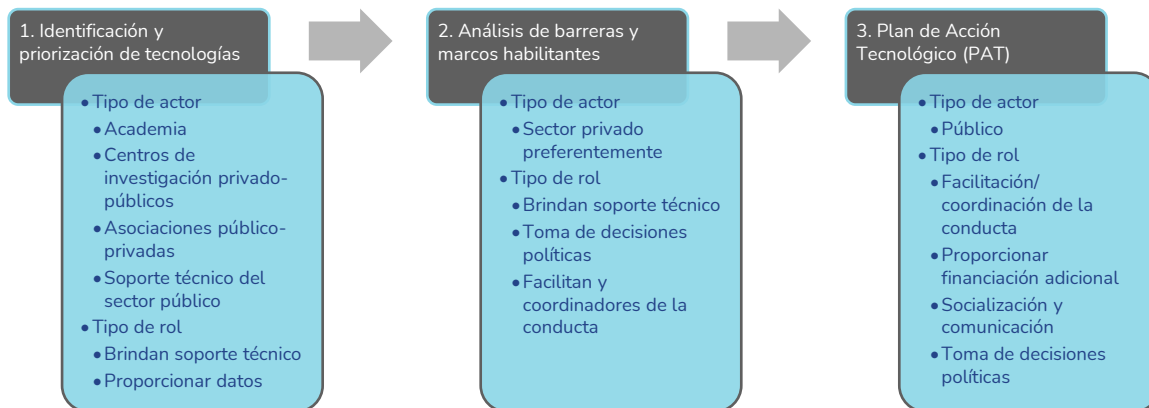 1. Identificación y
priorización de tecnologías
• Tipo de actor
• Academia
• Centros de
investigación privado-
públicos
• Asociaciones público-
privadas
• Soporte técnico del
sector público
• Tipo de rol
• Brindan soporte técnico
• Proporcionar datos
2. Análisis de barreras y
marcos habilitantes
• Tipo de actor
• Sector privado
preferentemente
• Tipo de rol
• Brindan soporte técnico
• Toma de decisiones
políticas
• Facilitan y
coordinadores de la
conducta
3. Plan de Acción
Tecnológico (PAT)
• Tipo de actor
• Público
• Tipo de rol
• Facilitación/
coordinación de la
conducta
• Proporcionar
financiación adicional
• Socialización y
comunicación
• Toma de decisiones
políticas